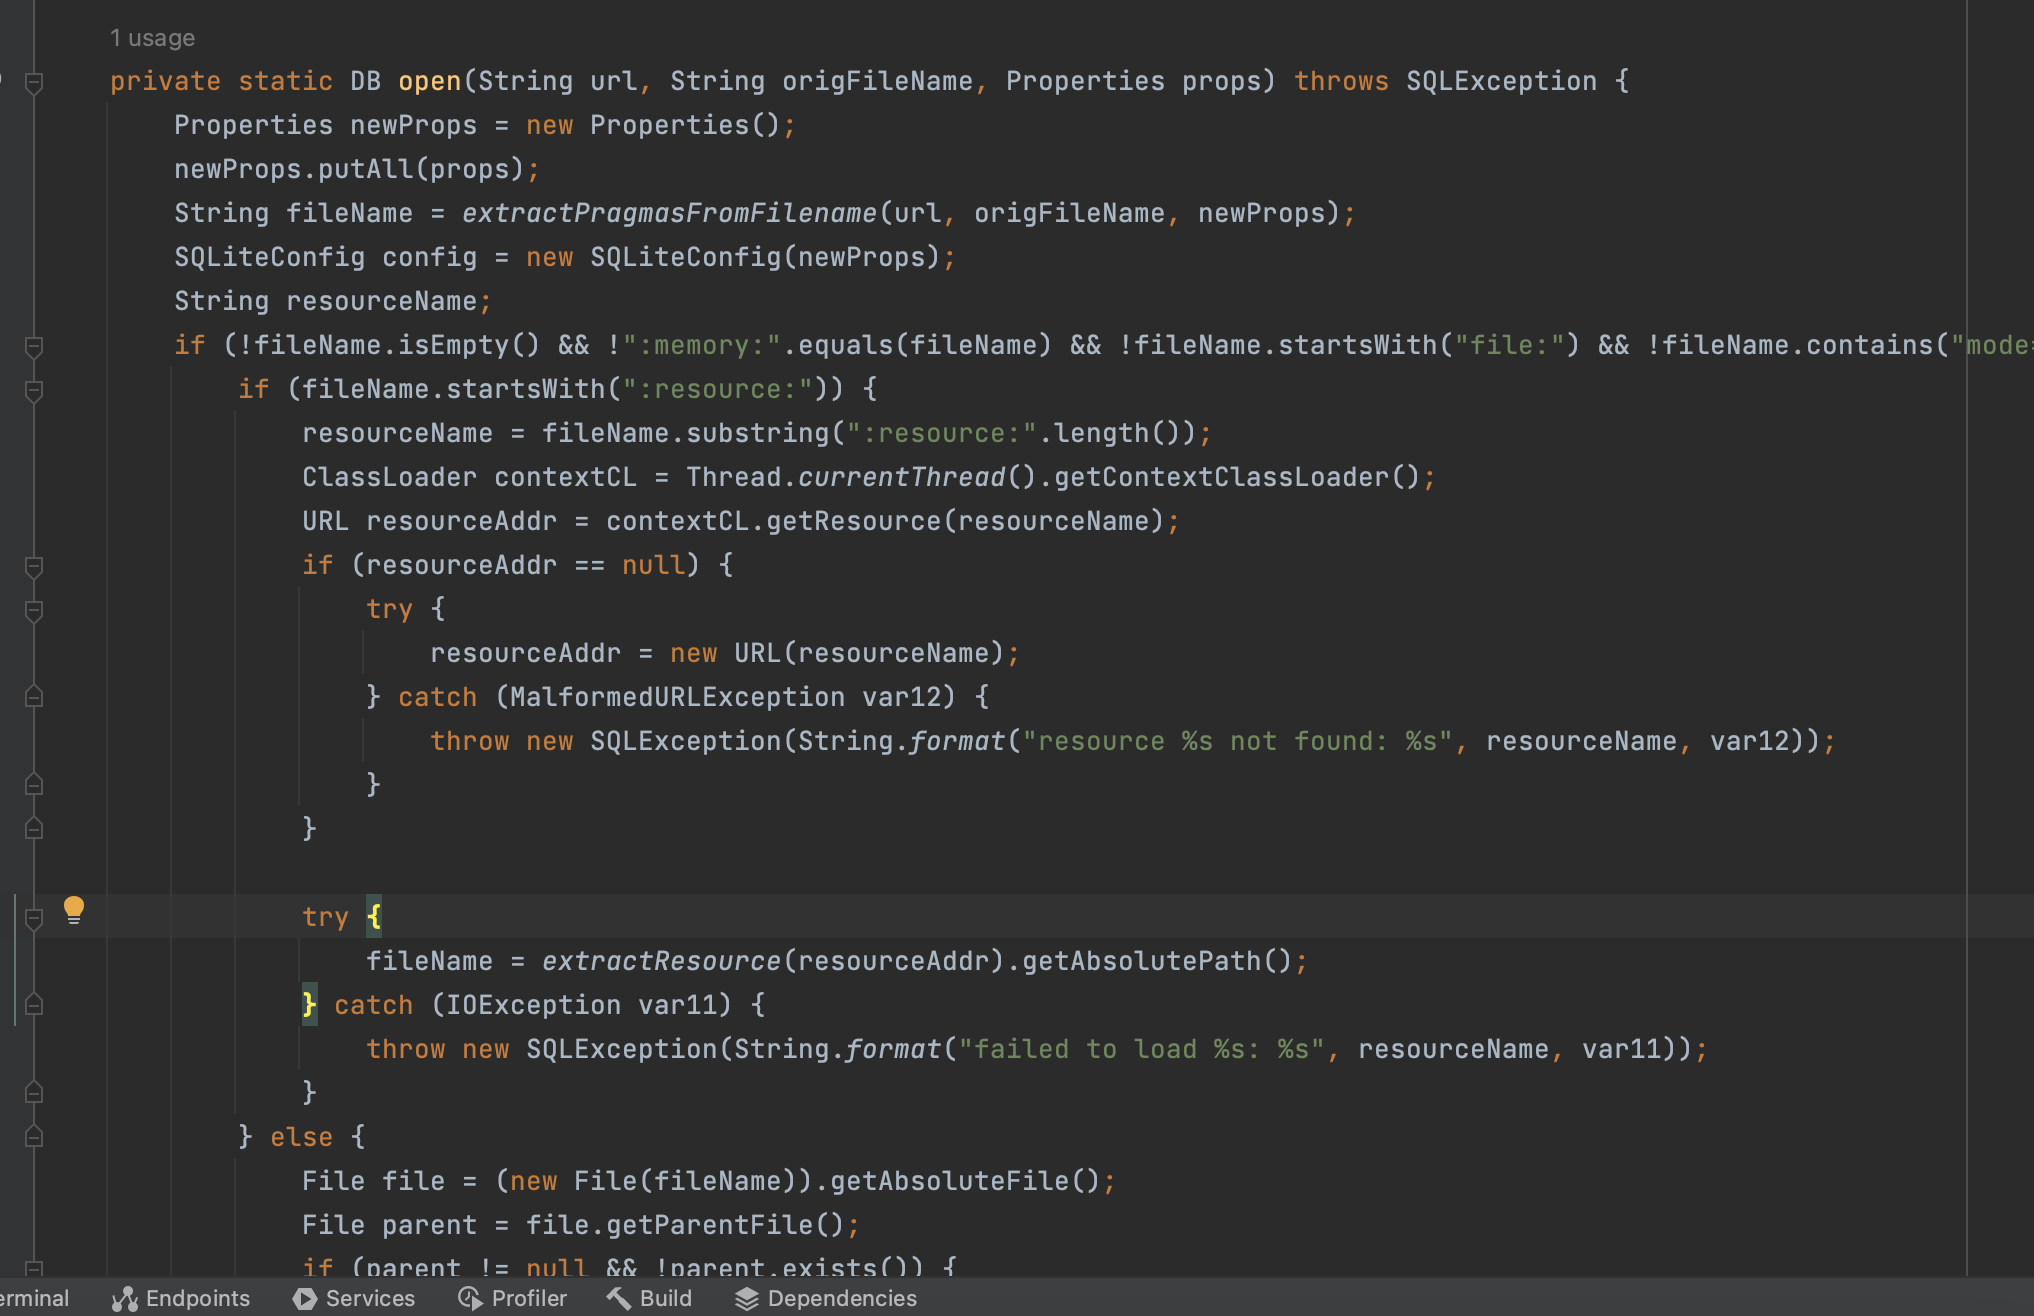 1 usage
private static DB open(String url, String origFileName, Properties props) throws SQLException {
Properties newProps = new Properties();
newProps.putAll(props);
String fileName = extractPragmasFromFilename(url, origFileName, newProps);
SQLiteConfig config = new SQLiteConfig(newProps);
String resourceName;
if (!fileName.isEmpty() && !":memory:".equals(fileName) && !fileName.startsWith("file:") && !fileName.contains("mode=
if (fileName.startsWith(":resource:")) {
resourceName = fileName.substring(":resource:".length());
ClassLoader contextCL = Thread.currentThread().getContextClassLoader();
URL resourceAddr = contextCL.getResource(resourceName);
if (resourceAddr == null) {
try {
resourceAddr = new URL(resourceName);
} catch (MalformedURLException var12) {
throw new SQLException(String.format("resource %s not found: %s", resourceName, var12));
}
}
try {
fileName = extractResource(resourceAddr).getAbsolutePath();
} catch (IOException var11) {
throw new SQLException(String.format("failed to load %s: %s", resourceName, var11));
}
} else {
File file = (new File(fileName)).getAbsoluteFile();
File parent = file.getParentFile();
if (parent != null && !parent.exists()) {
erminal Endpoints Services Profiler Build Dependencies